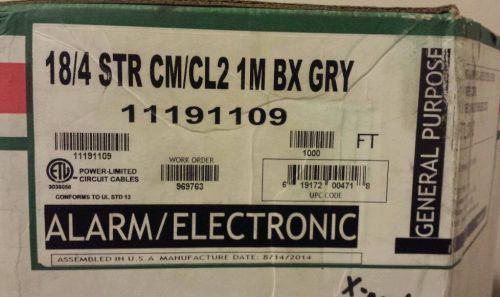 18/4 STR CM/CL2 1M BX GRY
11191109
11191109
1000
FT
ETL
3038056
POWER-LIMITED
CIRCUIT CABLES
CONFORMS TO UL STD 13
WORK ORDER
969763
6 19172 00471 8
UPC CODE
ALARM/ELECTRONIC
ASSEMBLED IN U.S.A MANUFACTURE DATE: 8/14/2014
GENERAL PURPOSE